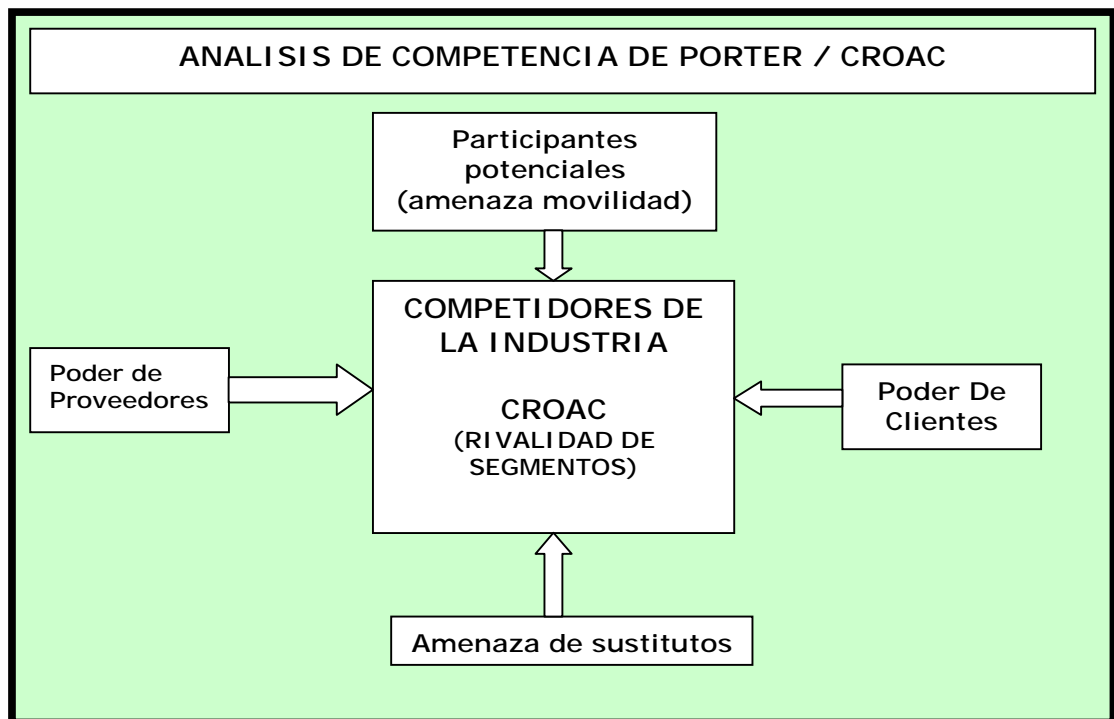 ANALISIS DE COMPETENCIA DE PORTER / CROAC
Participantes
potenciales
(amenaza movilidad)
COMPETIDORES DE
LA INDUSTRIA
CROAC
(RIVALIDAD DE
SEGMENTOS)
Poder de
Proveedores
Poder De
Clientes
Amenaza de sustitutos